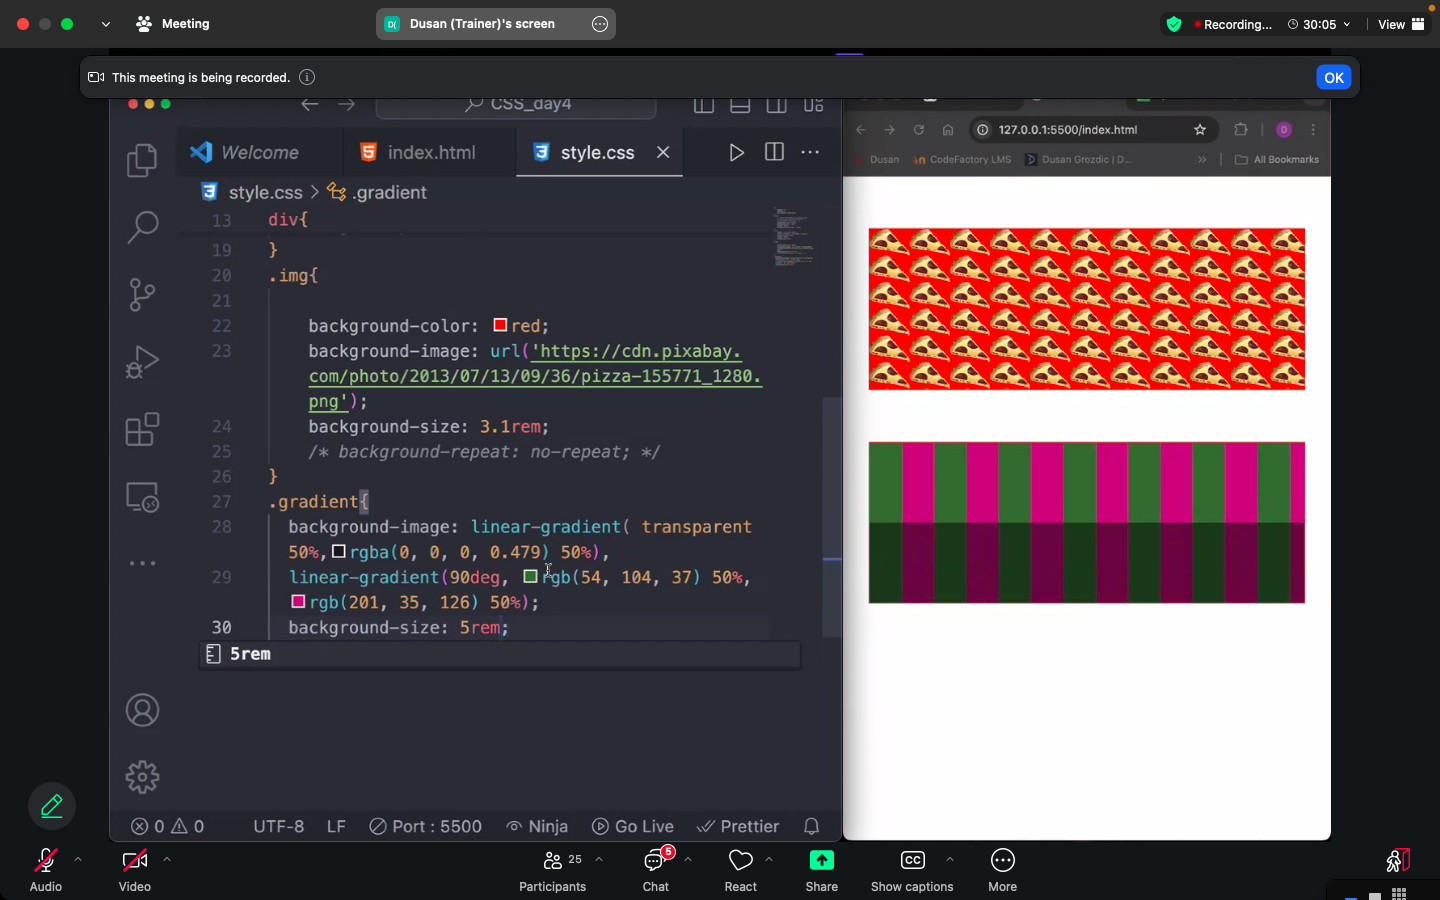 Meeting
D( Dusan (Trainer)'s screen
Recording...
30:05
View
This meeting is being recorded.
OK
CSS_day4
Welcome
index.html
style.css
style.css > .gradient
13 div{
19 }
20 .img{
21
22 background-color: red;
23 background-image: url('https://cdn.pixabay.
com/photo/2013/07/13/09/36/pizza-155771_1280.
png');
24 background-size: 3.1rem;
25 /* background-repeat: no-repeat; */
26 }
27 .gradient{
28 background-image: linear-gradient( transparent
50%, rgba(0, 0, 0, 0.479) 50%),
29 linear-gradient(90deg, rgb(54, 104, 37) 50%,
rgb(201, 35, 126) 50%);
30 background-size: 5rem;
5rem
0 0
UTF-8
LF
Port : 5500
Ninja
Go Live
Prettier
127.0.0.1:5500/index.html
D
Dusan
CodeFactory LMS
Dusan Grozdic | D...
»
All Bookmarks
Audio
Video
Participants
25
Chat
5
React
Share
CC
Show captions
More